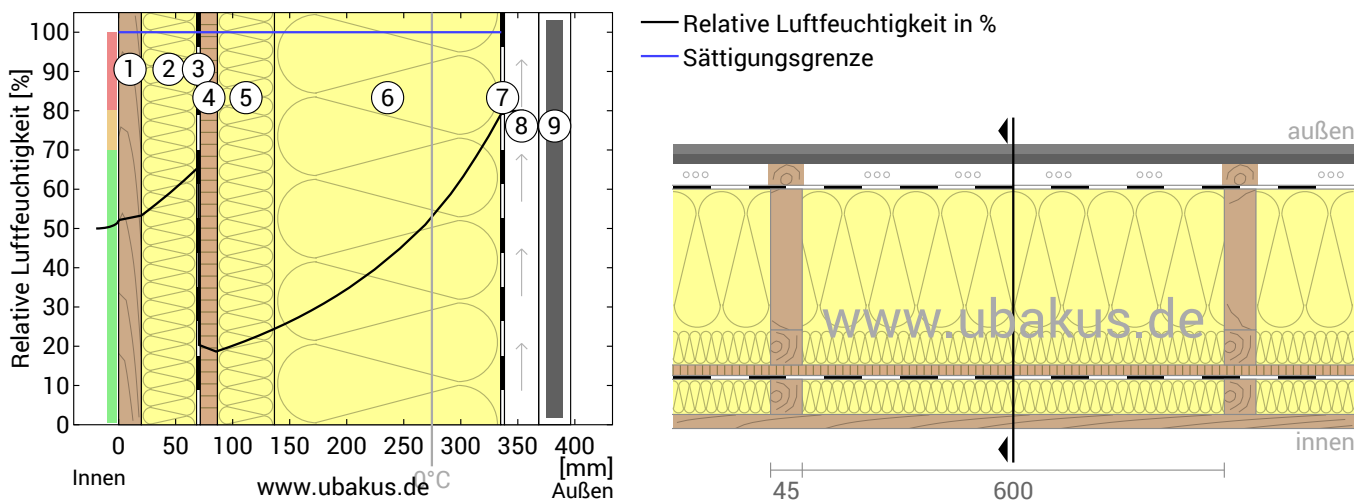 Relative Luftfeuchtigkeit [%]
100
90
80
70
60
50
40
30
20
10
0
1 2 3
4 5 6 7
8 9
0 50 100 150 200 250 300 350 400
[mm]
Innen
www.ubakus.de
0°C
Außen
Relative Luftfeuchtigkeit in %
Sättigungsgrenze
außen
www.ubakus.de
innen
45 600